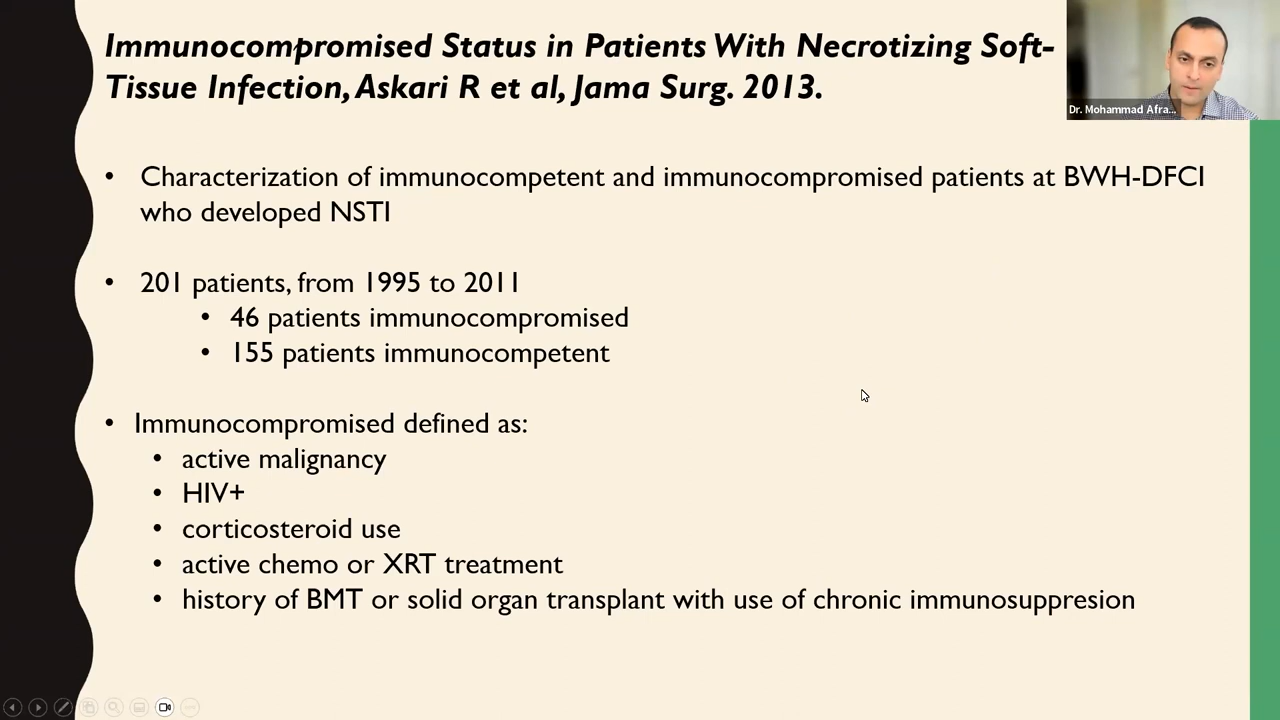 Immunocompromised Status in Patients With Necrotizing Soft-
Tissue Infection, Askari R et al, Jama Surg. 2013.
Dr. Mohammad Afra...
• Characterization of immunocompetent and immunocompromised patients at BWH-DFCI
who developed NSTI
• 201 patients, from 1995 to 2011
• 46 patients immunocompromised
• 155 patients immunocompetent
• Immunocompromised defined as:
• active malignancy
• HIV+
• corticosteroid use
• active chemo or XRT treatment
• history of BMT or solid organ transplant with use of chronic immunosuppresion